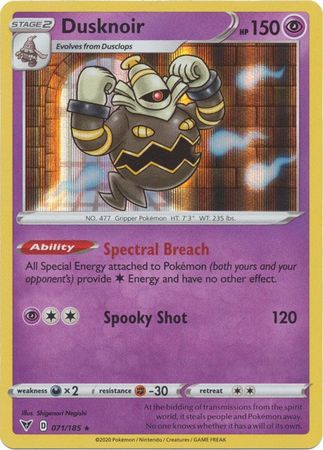 STAGE 2
Dusknoir
HP 150
Evolves from Dusclops
NO. 477 Gripper Pokémon HT: 7'3" WT: 235 lbs.
Ability Spectral Breach
All Special Energy attached to Pokémon (both yours and your
opponent's) provide Energy and have no other effect.
Spooky Shot 120
weakness ×2 resistance -30 retreat
Illus. Shigenori Negishi
D 071/185 ★
At the bidding of transmissions from the spirit
world, it steals people and Pokémon away.
No one knows whether it has a will of its own.
©2020 Pokémon / Nintendo / Creatures / GAME FREAK